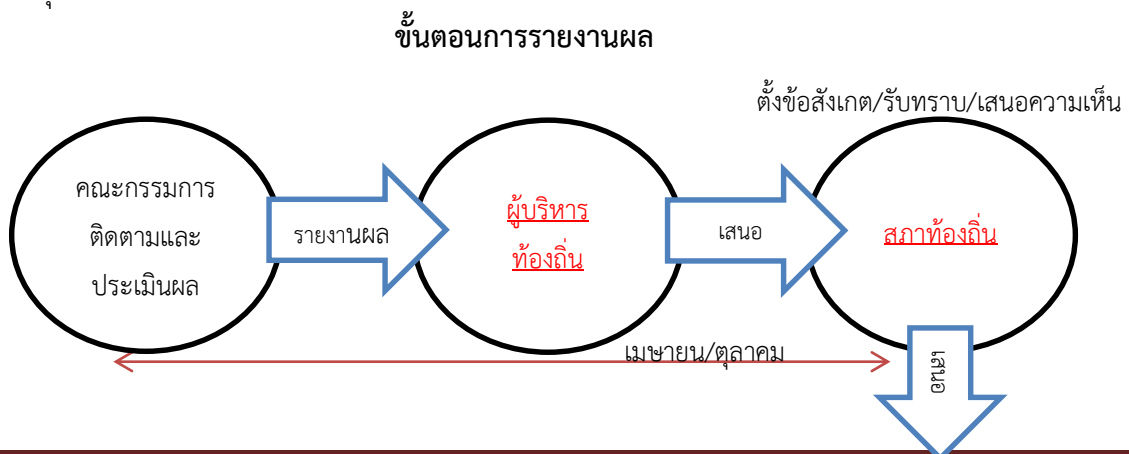 ขั้นตอนการรายงานผล
ตั้งข้อสังเกต/รับทราบ/เสนอความเห็น
คณะกรรมการ
ติดตามและ
ประเมินผล
รายงานผล
ผู้บริหาร
ท้องถิ่น
เสนอ
สภาท้องถิ่น
เมษายน/ตุลาคม
เสนอ